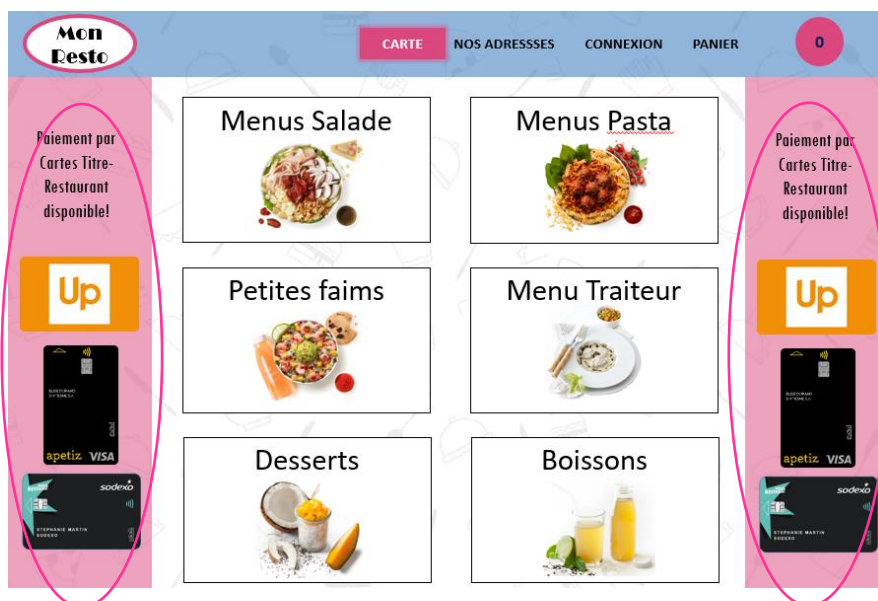 Mon
Resto
CARTE NOS ADRESSSES CONNEXION PANIER 0
Paiement par
Cartes Titre-
Restaurant
disponible!
Up
apetiz VISA
sodexo
STEPHANIE MARTIN
SODEXO
Menus Salade
Menus Pasta
Petites faims
Menu Traiteur
Desserts
Boissons
Paiement par
Cartes Titre-
Restaurant
disponible!
Up
apetiz VISA
sodexo
STEPHANIE MARTIN
SODEXO